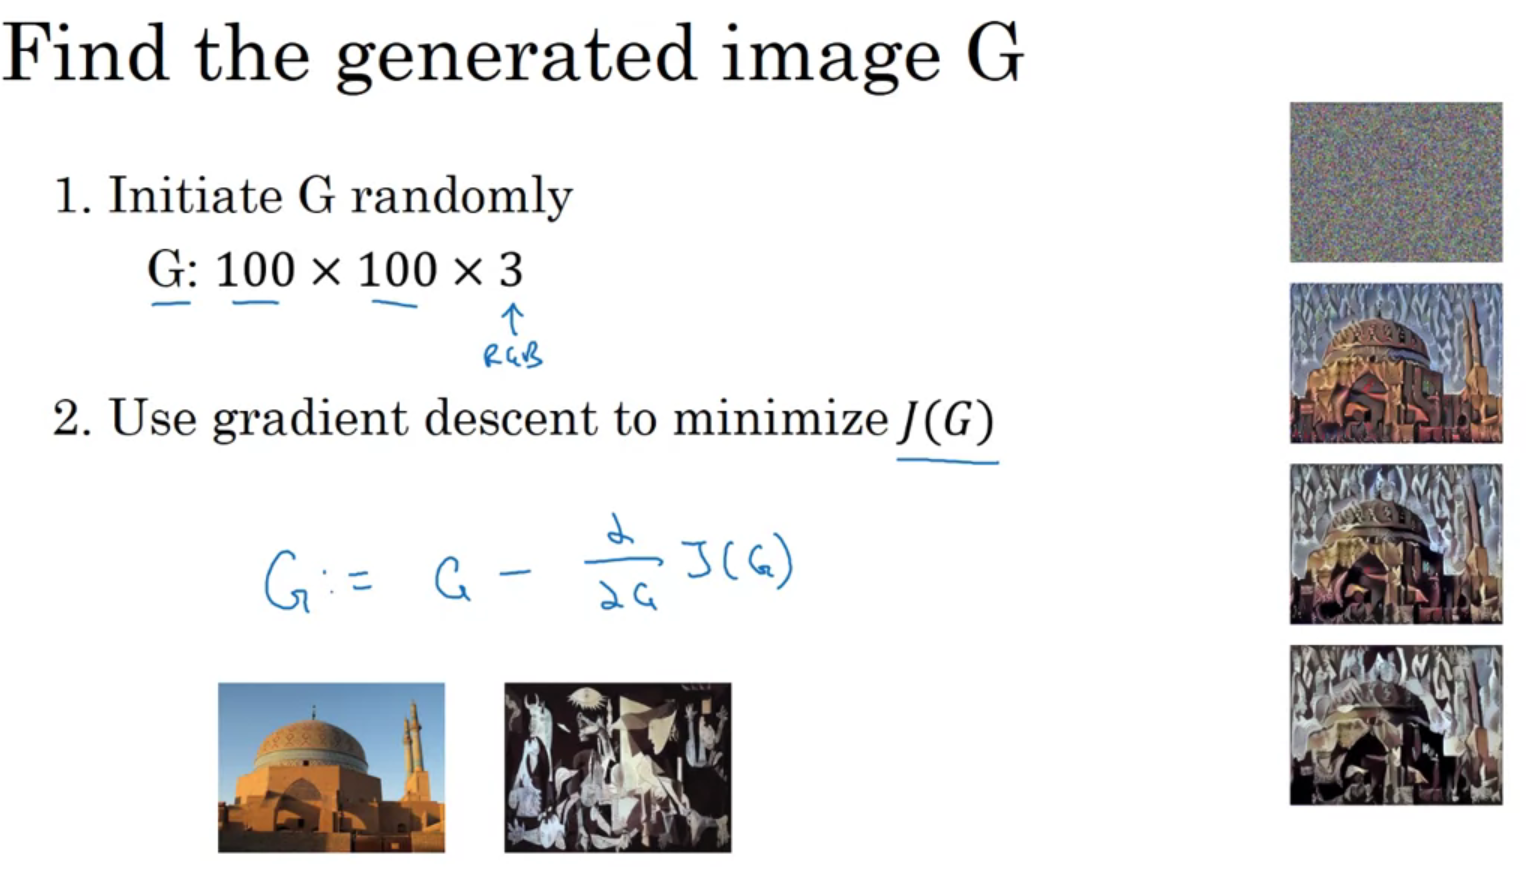 Find the generated image G
1. Initiate G randomly
G: 100 × 100 × 3
↑
RGB
2. Use gradient descent to minimize J(G)
G := G - ∂/∂G J(G)